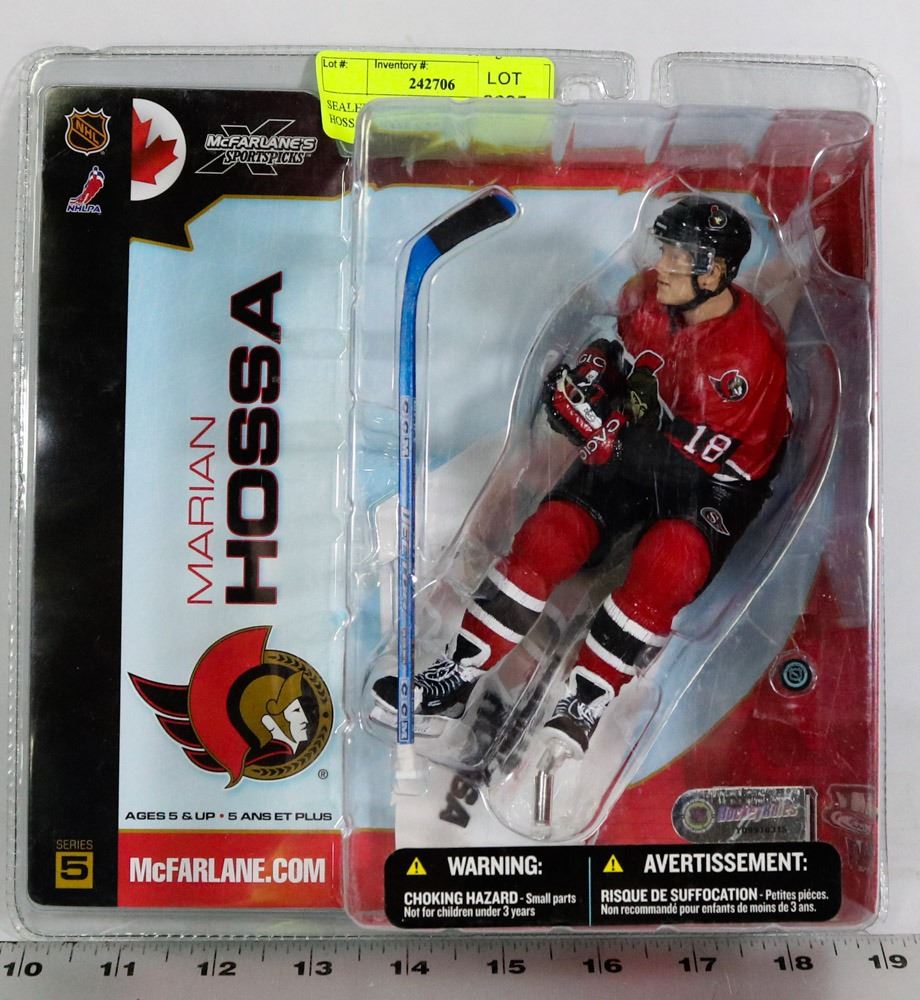 Lot #:
Inventory #:
242706
LOT
HOSS
NHL
NHLPA
McFARLANE'S
SPORTSPICKS™
MARIAN
HOSSA
18
CCM
CCM
®
AGES 5 & UP • 5 ANS ET PLUS
SERIES
5
McFARLANE.COM
WARNING:
CHOKING HAZARD - Small parts
Not for children under 3 years
AVERTISSEMENT:
RISQUE DE SUFFOCATION - Petites pièces.
Non recommandé pour enfants de moins de 3 ans.
10 11 12 13 14 15 16 17 18 19